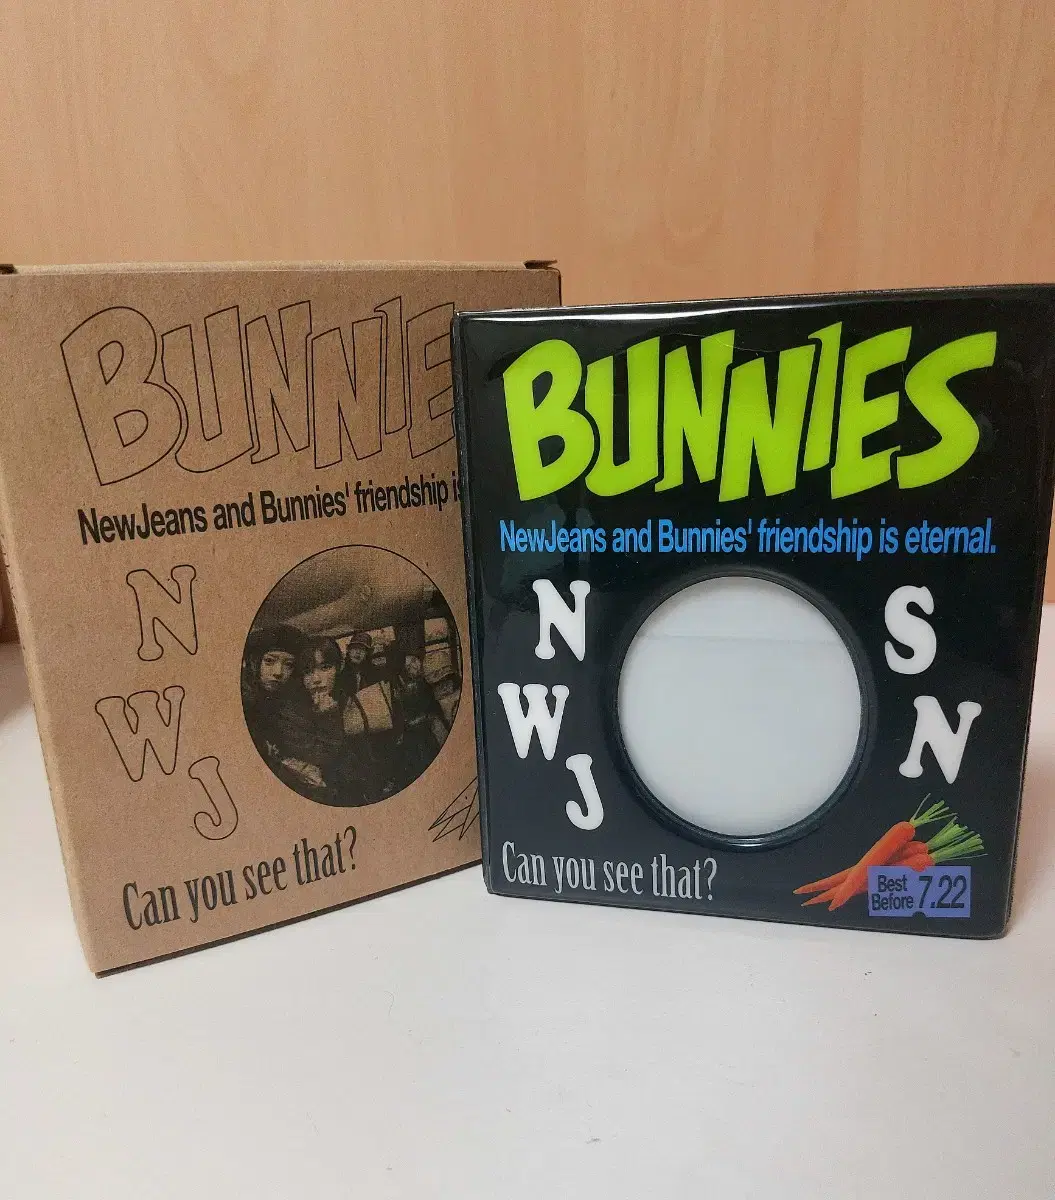 BUNNIE
NewJeans and Bunnies' friendship is
N
W
J
Can you see that?
BUNNIES
NewJeans and Bunnies' friendship is eternal.
N
W
J
S
N
Can you see that?
Best
Before 7.22